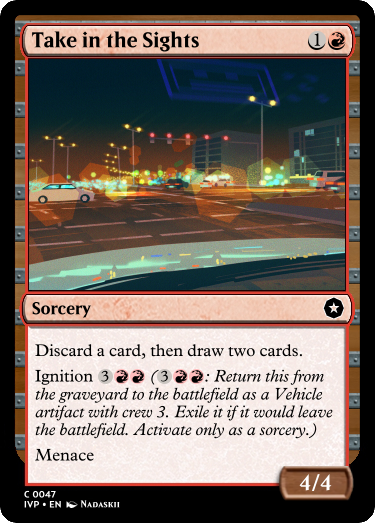 Take in the Sights 1
Sorcery
Discard a card, then draw two cards.
Ignition 3 (3: Return this from
the graveyard to the battlefield as a Vehicle
artifact with crew 3. Exile it if it would leave
the battlefield. Activate only as a sorcery.)
Menace
4/4
C 0047
IVP • EN Nadaskii